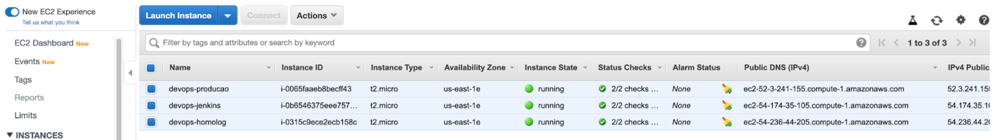 New EC2 Experience
Tell us what you think
EC2 Dashboard New
Events New
Tags
Reports
Limits
INSTANCES
Launch Instance Connect Actions
Filter by tags and attributes or search by keyword 1 to 3 of 3
Name Instance ID Instance Type Availability Zone Instance State Status Checks Alarm Status Public DNS (IPv4) IPv4 Public
devops-producao i-0065faaeb8becff43 t2.micro us-east-1e running 2/2 checks ... None ec2-52-3-241-155.compute-1.amazonaws.com 52.3.241.15
devops-jenkins i-0b6546375eee757... t2.micro us-east-1e running 2/2 checks ... None ec2-54-174-35-105.compute-1.amazonaws.com 54.174.35.1
devops-homolog i-0315c9ece2ecb158c t2.micro us-east-1e running 2/2 checks ... None ec2-54-236-44-205.compute-1.amazonaws.com 54.236.44.2